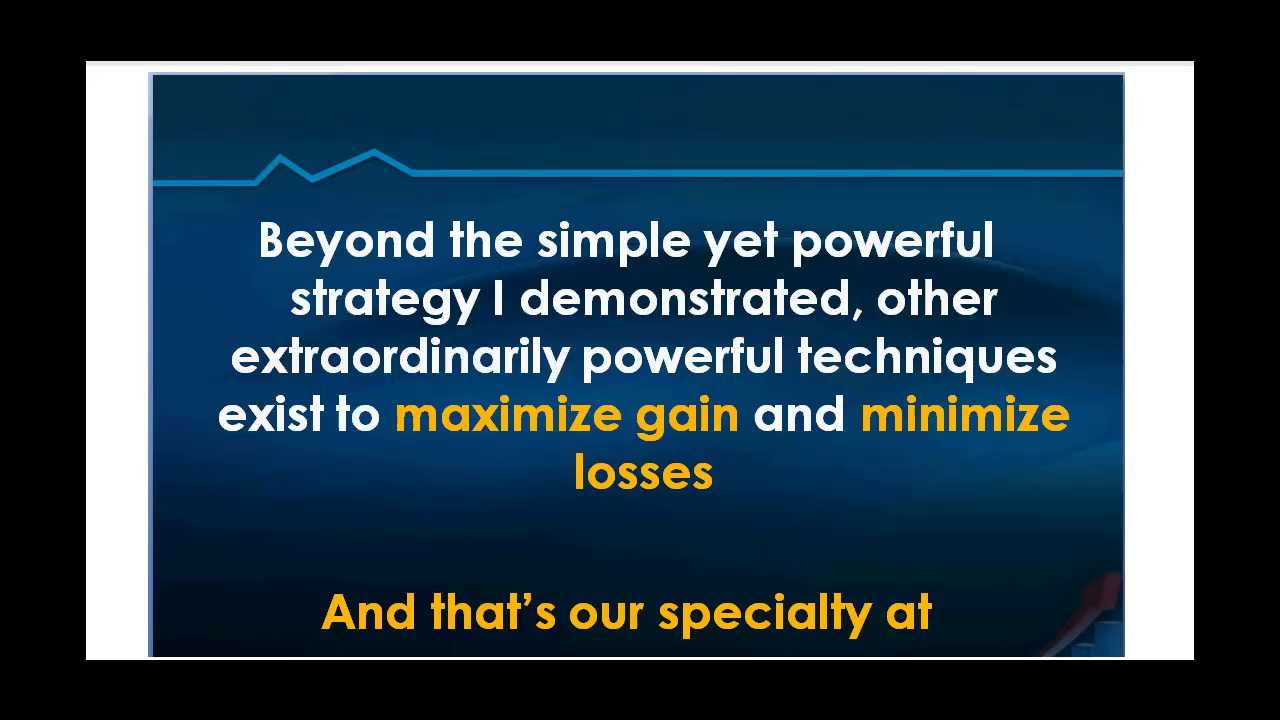 Beyond the simple yet powerful
strategy I demonstrated, other
extraordinarily powerful techniques
exist to maximize gain and minimize
losses
And that's our specialty at